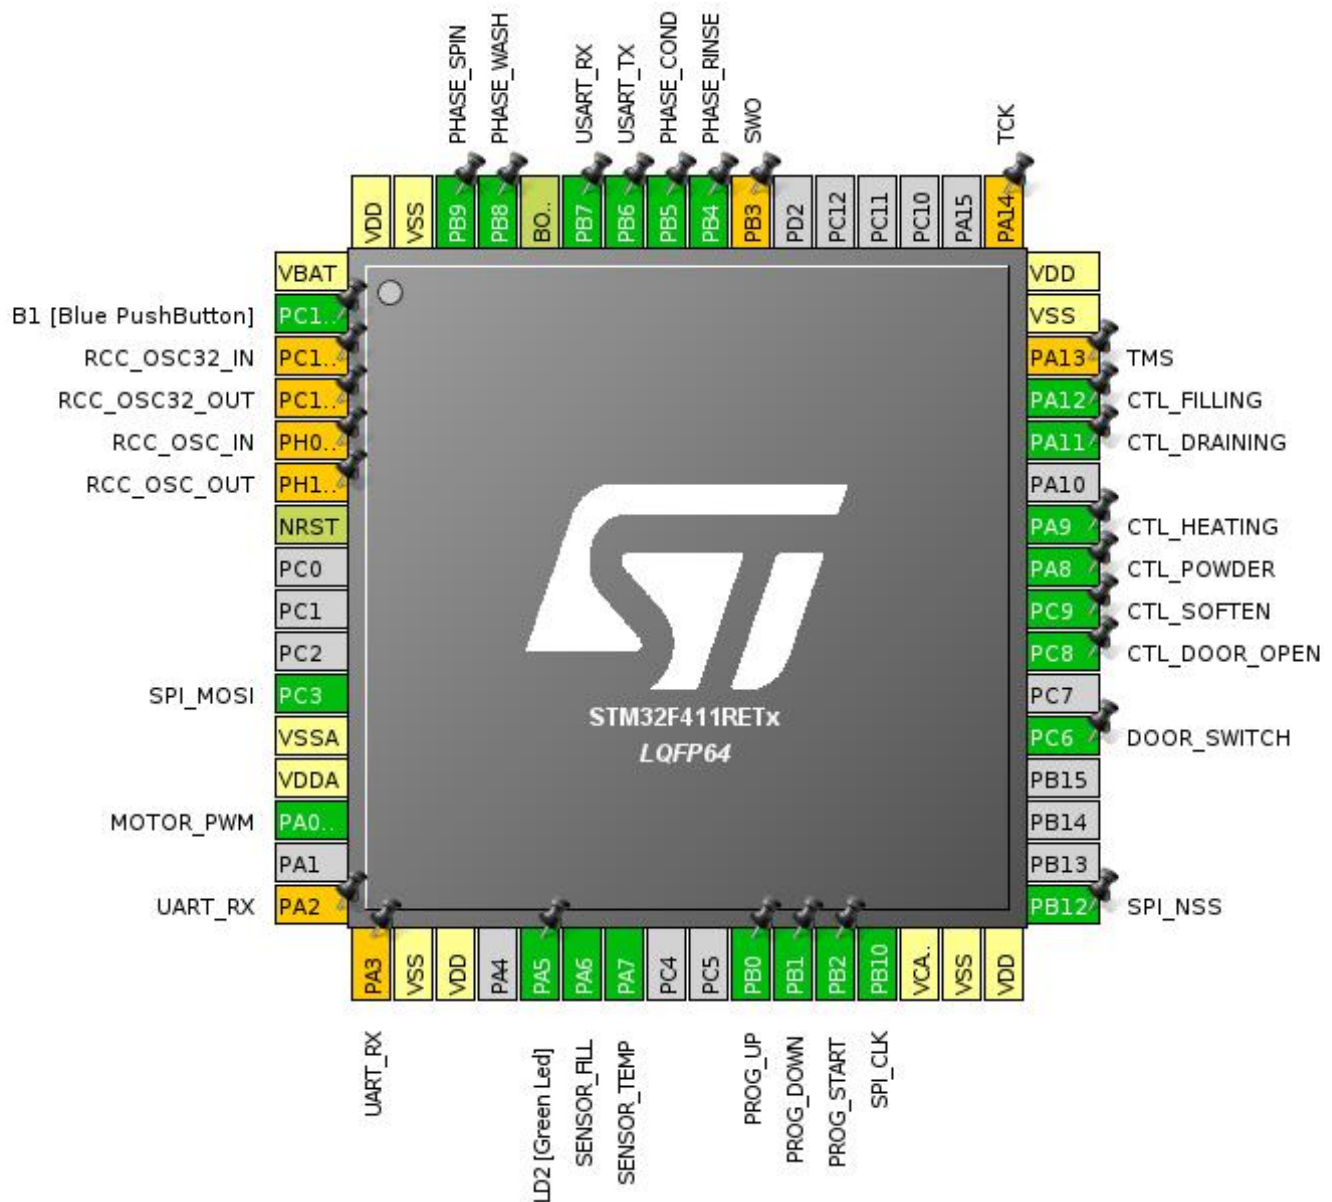 PHASE_SPIN
PHASE_WASH
USART_RX
USART_TX
PHASE_COND
PHASE_RINSE
SWO
TCK
VDD
VSS
PB9
PB8
BO..
PB7
PB6
PB5
PB4
PB3
PD2
PC12
PC11
PC10
PA15
PA14
VBAT
B1 [Blue PushButton] PC1..
RCC_OSC32_IN PC1..
RCC_OSC32_OUT PC1..
RCC_OSC_IN PH0..
RCC_OSC_OUT PH1..
NRST
PC0
PC1
PC2
SPI_MOSI PC3
VSSA
VDDA
MOTOR_PWM PA0..
PA1
UART_RX PA2
VDD
VSS
PA13 TMS
PA12 CTL_FILLING
PA11 CTL_DRAINING
PA10
PA9 CTL_HEATING
PA8 CTL_POWDER
PC9 CTL_SOFTEN
PC8 CTL_DOOR_OPEN
PC7
PC6 DOOR_SWITCH
PB15
PB14
PB13
PB12 SPI_NSS
ST
STM32F411RETx
LQFP64
PA3
VSS
VDD
PA4
PA5
PA6
PA7
PC4
PC5
PB0
PB1
PB2
PB10
VCA..
VSS
VDD
UART_RX
LD2 [Green Led]
SENSOR_FILL
SENSOR_TEMP
PROG_UP
PROG_DOWN
PROG_START
SPI_CLK